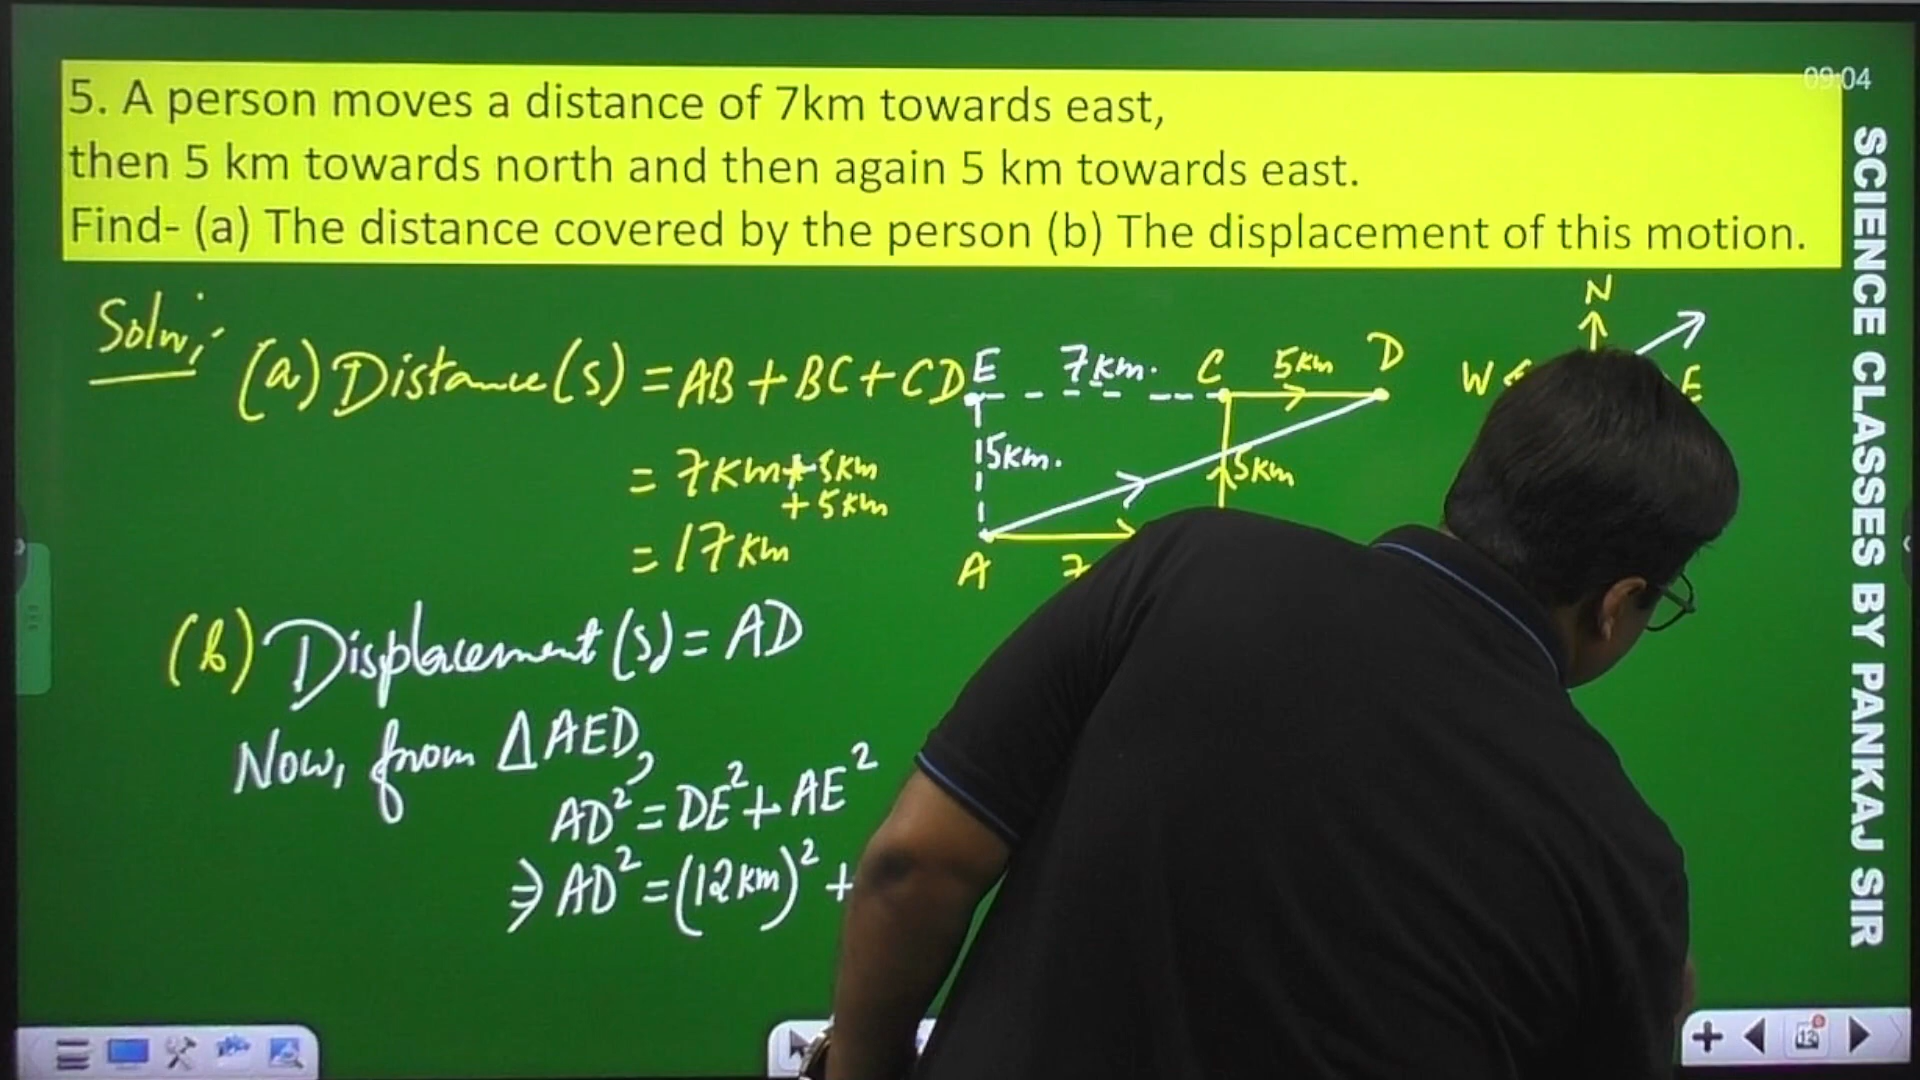 09:04
5. A person moves a distance of 7km towards east,
then 5 km towards north and then again 5 km towards east.
Find- (a) The distance covered by the person (b) The displacement of this motion.
SCIENCE CLASSES BY PANKAJ SIR
Soln;
(a) Distance(s) = AB + BC + CD
= 7km + 5km
+ 5km
= 17km
E 7km. C 5km D
5km.
5km
A 7
N
W E
(b) Displacement (s) = AD
Now, from ΔAED,
AD² = DE² + AE²
⇒ AD² = (12km)² +